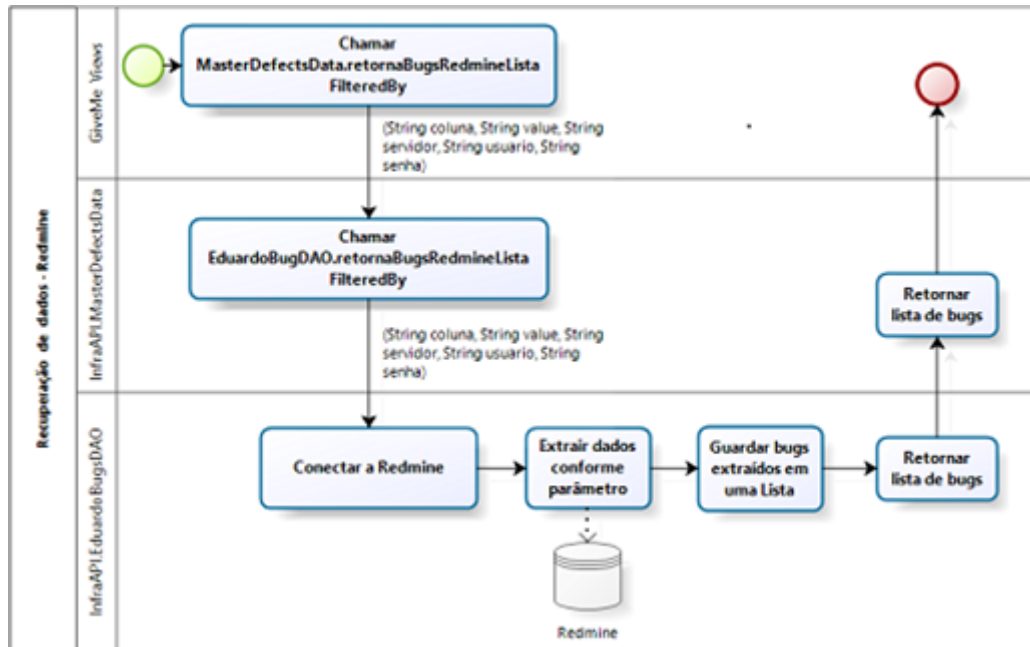 Recuperação de dados - Redmine
GiveMe Views
Chamar
MasterDefectsData.retornaBugsRedmineLista
FilteredBy
(String coluna, String value, String
servidor, String usuario, String
senha)
InfraAPI.MasterDefectsData
Chamar
EduardoBugDAO.retornaBugsRedmineLista
FilteredBy
Retornar
lista de bugs
(String coluna, String value, String
servidor, String usuario, String
senha)
InfraAPI.EduardoBugsDAO
Conectar a Redmine
Extrair dados
conforme
parâmetro
Guardar bugs
extraídos em
uma Lista
Retornar
lista de bugs
Redmine